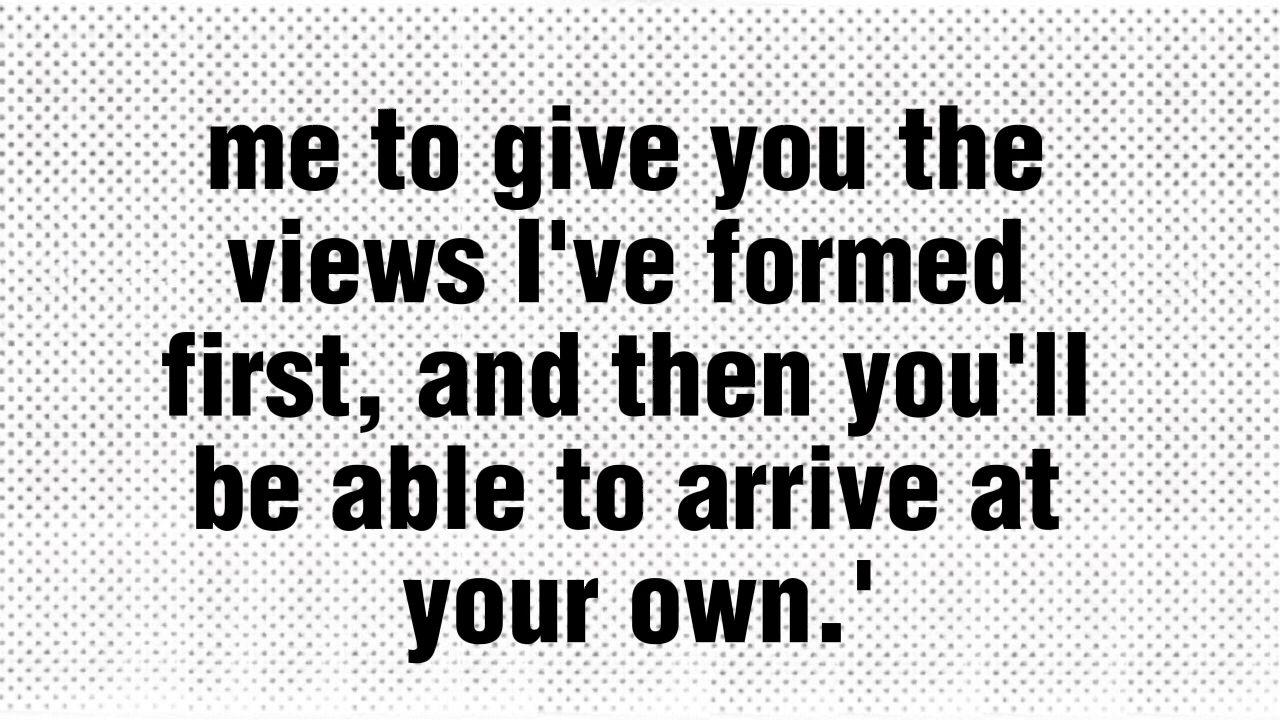 me to give you the
views I've formed
first, and then you'll
be able to arrive at
your own.'